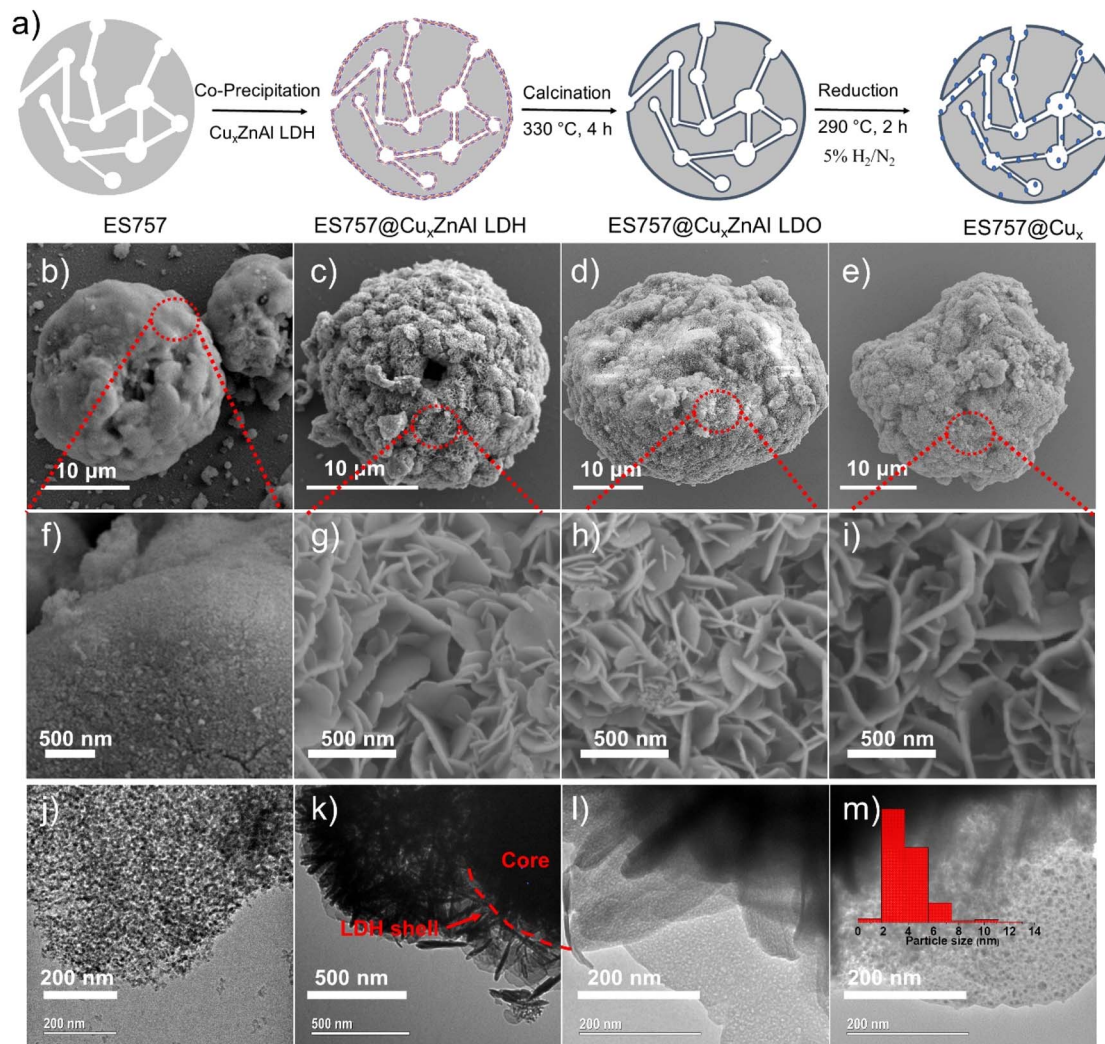 a)
Co-Precipitation
CuₓZnAl LDH
Calcination
330 °C, 4 h
Reduction
290 °C, 2 h
5% H₂/N₂
ES757
ES757@CuₓZnAl LDH
ES757@CuₓZnAl LDO
ES757@Cuₓ
b)
10 µm
c)
10 µm
d)
10 µm
e)
10 µm
f)
500 nm
g)
500 nm
h)
500 nm
i)
500 nm
j)
200 nm
200 nm
k)
Core
LDH shell
500 nm
500 nm
l)
200 nm
200 nm
m)
0 2 4 6 8 10 12 14
Particle size (nm)
200 nm
200 nm